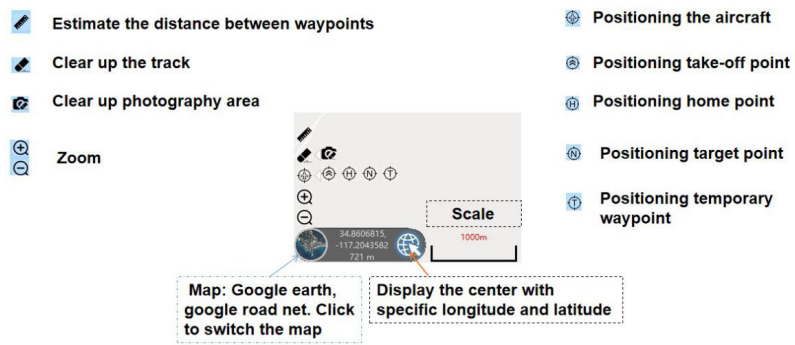 Estimate the distance between waypoints
Clear up the track
Clear up photography area
Zoom
Positioning the aircraft
Positioning take-off point
H
Positioning home point
N
Positioning target point
T
Positioning temporary
waypoint
H N T
34.8606815,
-117.2043582
721 m
Scale
1000m
Map: Google earth,
google road net. Click
to switch the map
Display the center with
specific longitude and latitude